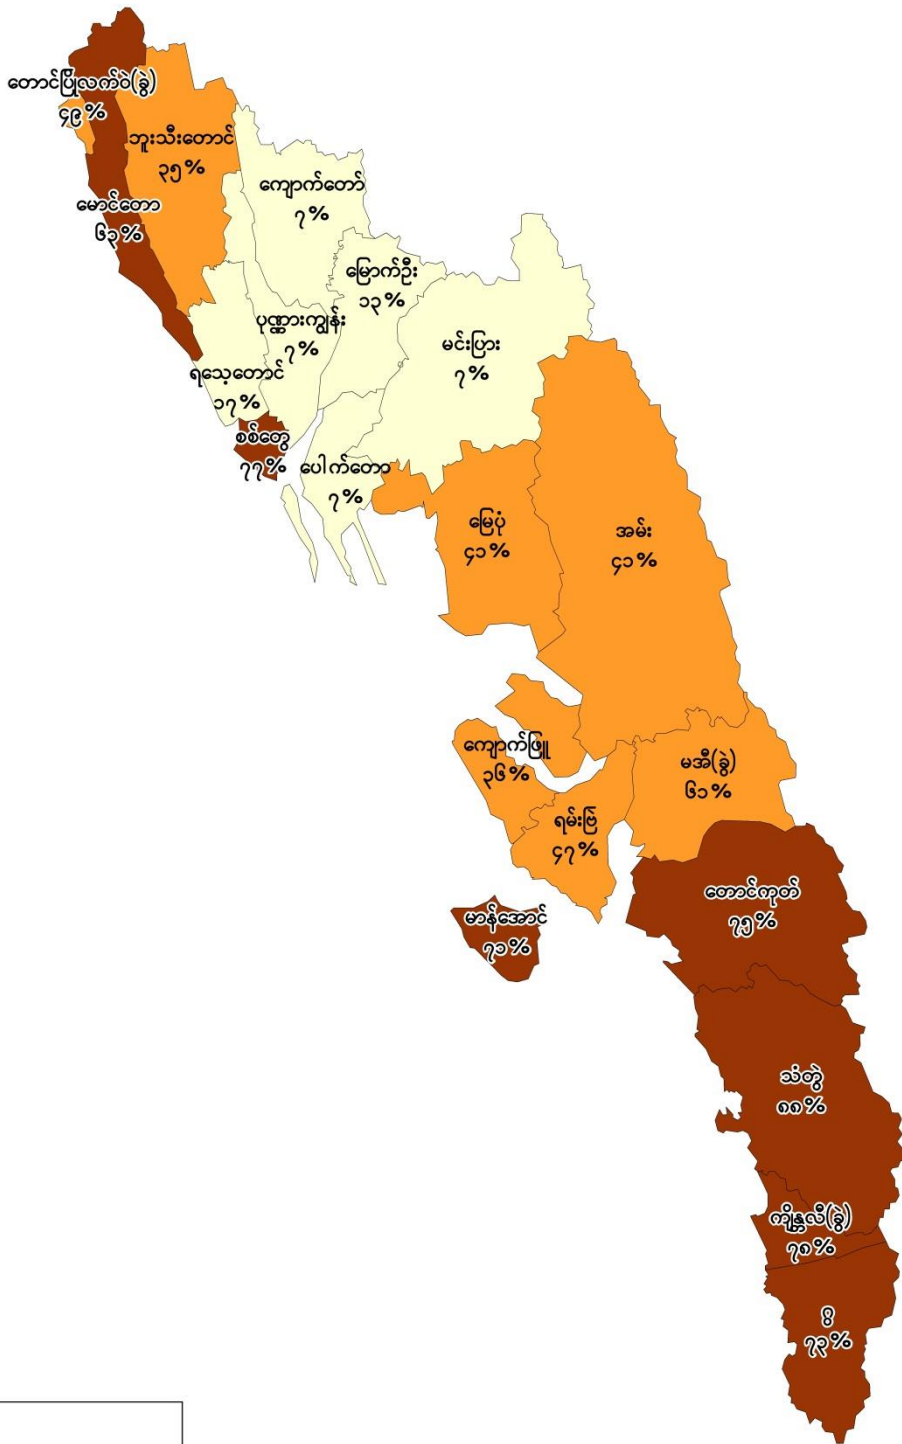 တောင်ပြိုလက်ဝဲ(ခွဲ)
၄၉%
ဘူးသီးတောင်
၃၅%
ကျောက်တော်
၇%
မောင်တော
၆၃%
မြောက်ဦး
၁၃%
ပုဏ္ဏားကျွန်း
၇%
မင်းပြား
၇%
ရသေ့တောင်
၁၇%
စစ်တွေ
၇၇%
ပေါက်တော
၇%
မြေပုံ
၄၁%
အမ်း
၄၁%
ကျောက်ဖြူ
၃၆%
မအီ(ခွဲ)
၆၁%
ရမ်းဗြဲ
၄၇%
တောင်ကုတ်
၇၅%
မာန်အောင်
၇၁%
သံတွဲ
၈၈%
ကျိန္တလီ(ခွဲ)
၇၈%
ဂွ
၇၃%